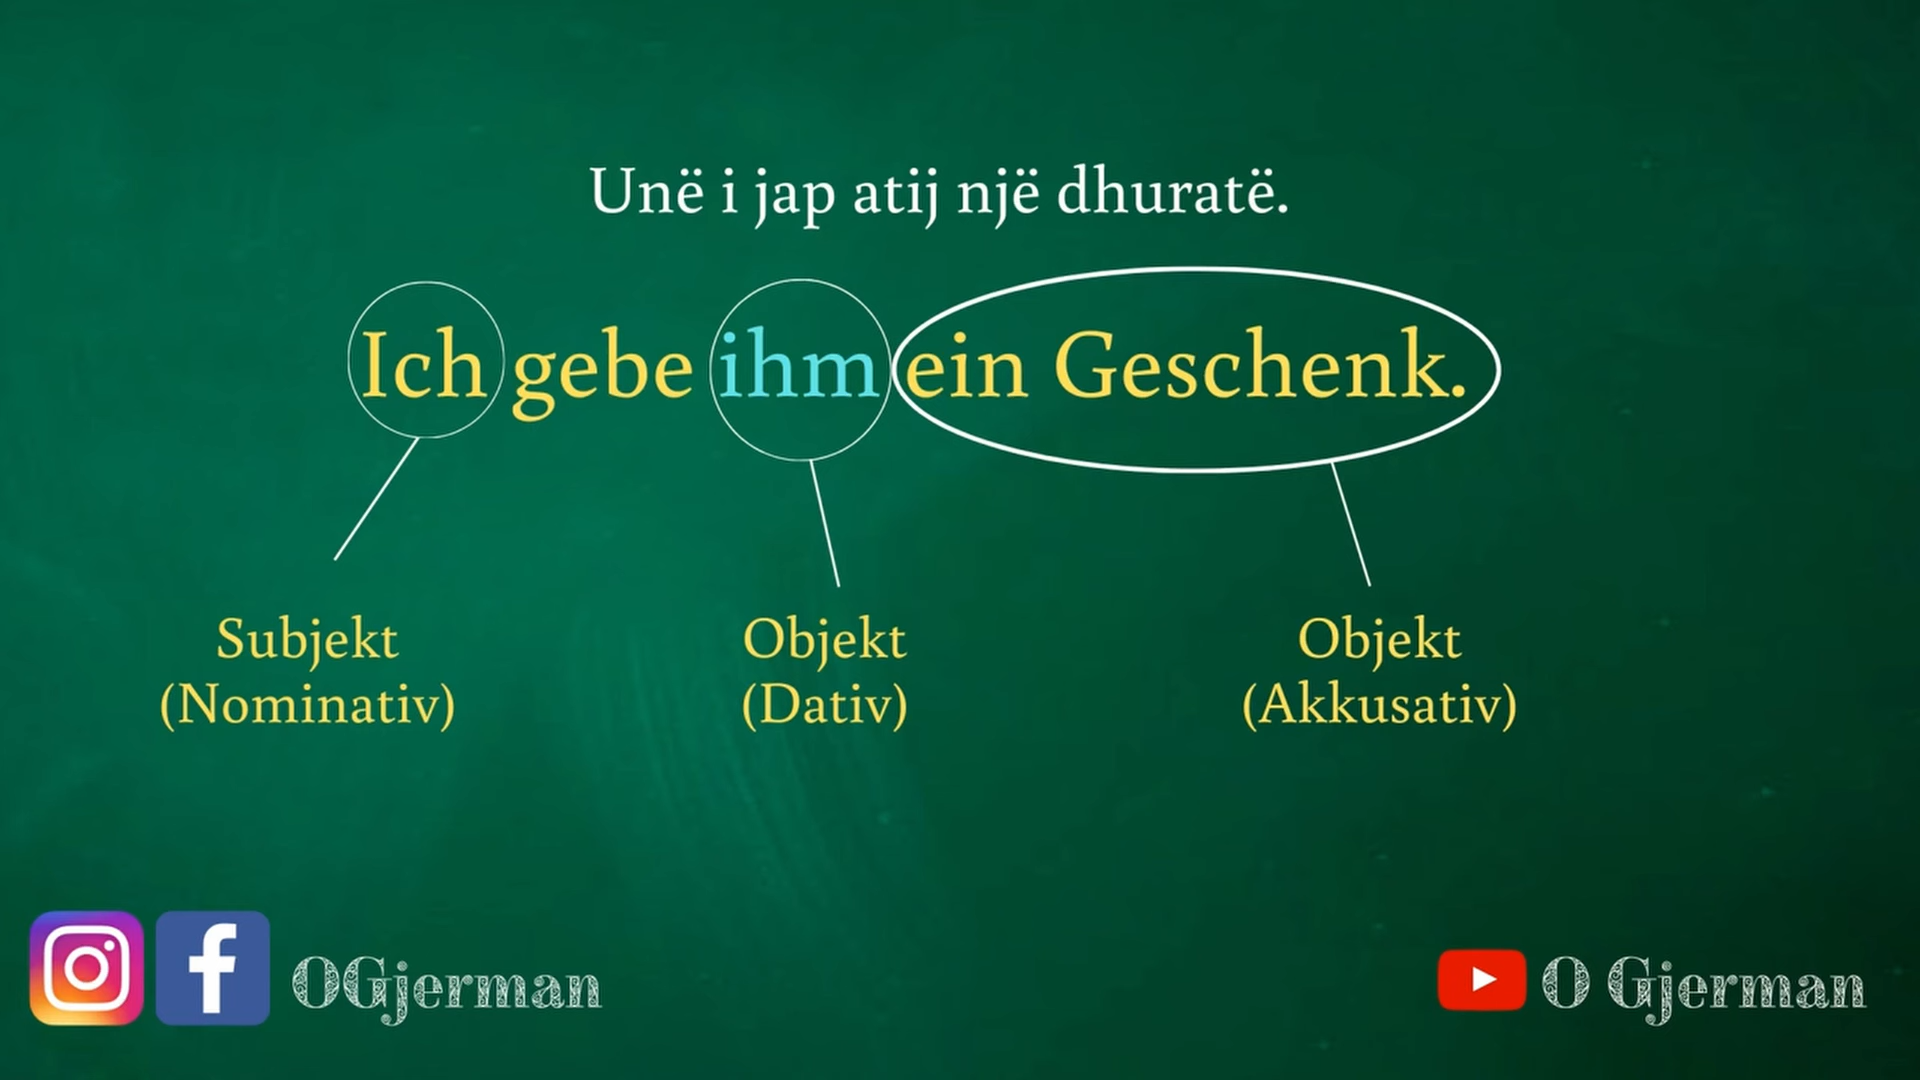 Unë i jap atij një dhuratë.
Ich gebe ihm ein Geschenk.
Subjekt
(Nominativ)
Objekt
(Dativ)
Objekt
(Akkusativ)
OGjerman
O Gjerman